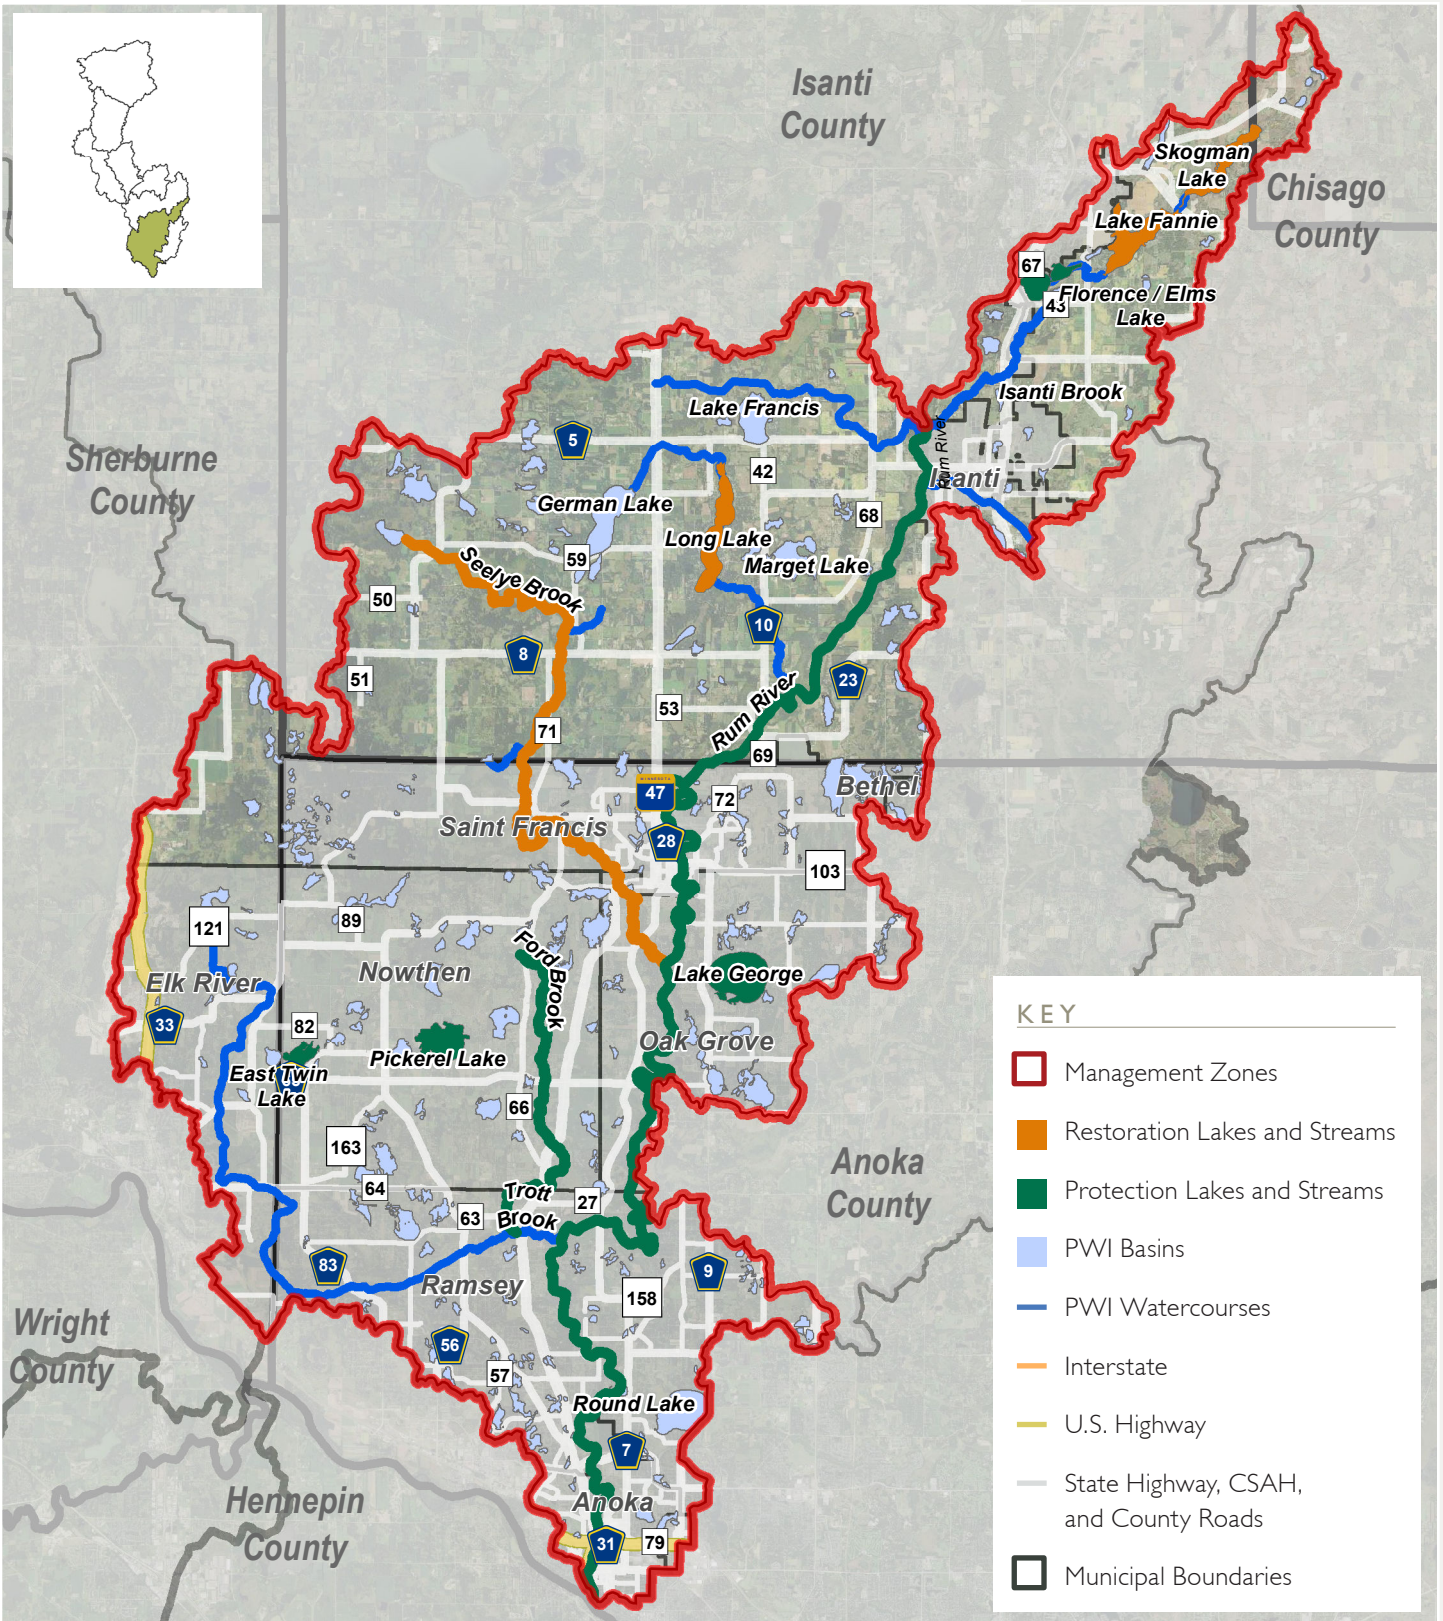 Isanti
County
Skogman
Lake
Chisago
County
Lake Fannie
67
43
Florence / Elms
Lake
Isanti Brook
Lake Francis
Rum River
5
42
Isanti
Sherburne
County
German Lake
68
Long Lake
59
Marget Lake
Seelye Brook
50
10
8
51
23
53
Rum River
71
69
47
72
Bethel
Saint Francis
28
103
121
89
Ford Brook
Nowthen
Lake George
Elk River
33
82
Oak Grove
Pickerel Lake
East Twin
Lake
66
163
64
Anoka
County
Trott
Brook
27
63
83
Ramsey
9
158
Wright
County
56
57
Round Lake
7
Hennepin
County
Anoka
31
79
KEY
Management Zones
Restoration Lakes and Streams
Protection Lakes and Streams
PWI Basins
PWI Watercourses
Interstate
U.S. Highway
State Highway, CSAH,
and County Roads
Municipal Boundaries